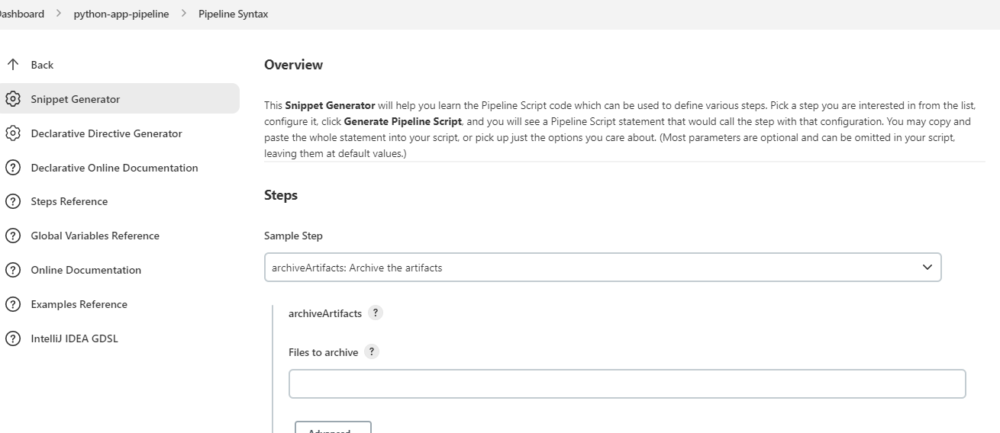 Dashboard > python-app-pipeline > Pipeline Syntax
Back
Snippet Generator
Declarative Directive Generator
Declarative Online Documentation
Steps Reference
Global Variables Reference
Online Documentation
Examples Reference
IntelliJ IDEA GDSL
Overview
This Snippet Generator will help you learn the Pipeline Script code which can be used to define various steps. Pick a step you are interested in from the list,
configure it, click Generate Pipeline Script, and you will see a Pipeline Script statement that would call the step with that configuration. You may copy and
paste the whole statement into your script, or pick up just the options you care about. (Most parameters are optional and can be omitted in your script,
leaving them at default values.)
Steps
Sample Step
archiveArtifacts: Archive the artifacts
archiveArtifacts ?
Files to archive ?
Advanced...